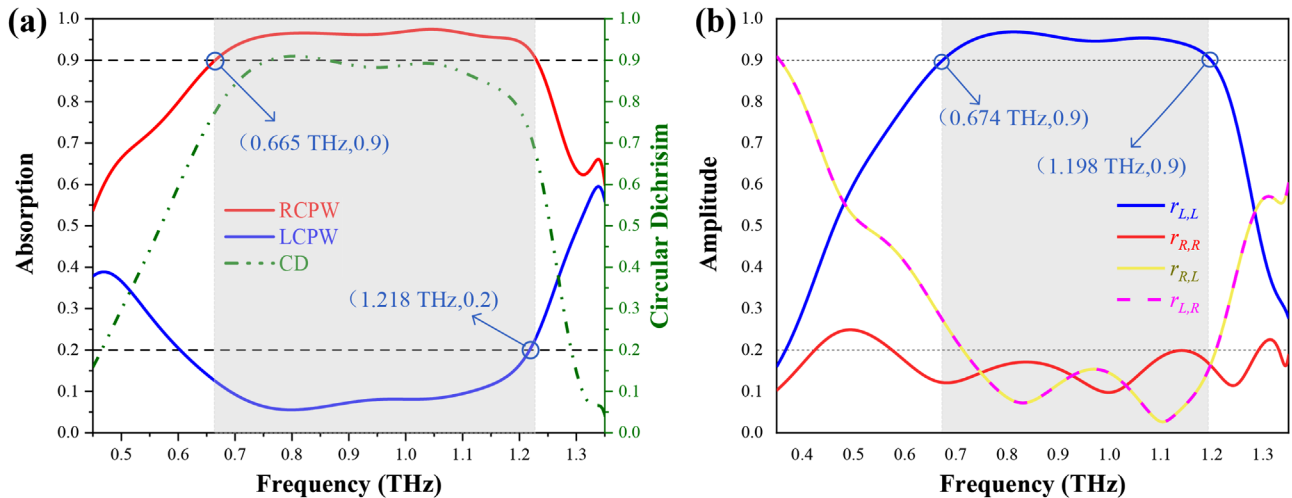 (a)
1.0
0.9
0.8
0.7
0.6
0.5
0.4
0.3
0.2
0.1
0.0
Absorption
（0.665 THz,0.9）
RCPW
LCPW
CD
（1.218 THz,0.2）
1.0
0.9
0.8
0.7
0.6
0.5
0.4
0.3
0.2
0.1
0.0
Circular Dichrisim
0.5 0.6 0.7 0.8 0.9 1.0 1.1 1.2 1.3
Frequency (THz)
(b)
1.0
0.9
0.8
0.7
0.6
0.5
0.4
0.3
0.2
0.1
0.0
Amplitude
（0.674 THz,0.9）
（1.198 THz,0.9）
r_{L,L}
r_{R,R}
r_{R,L}
r_{L,R}
0.4 0.5 0.6 0.7 0.8 0.9 1.0 1.1 1.2 1.3
Frequency (THz)